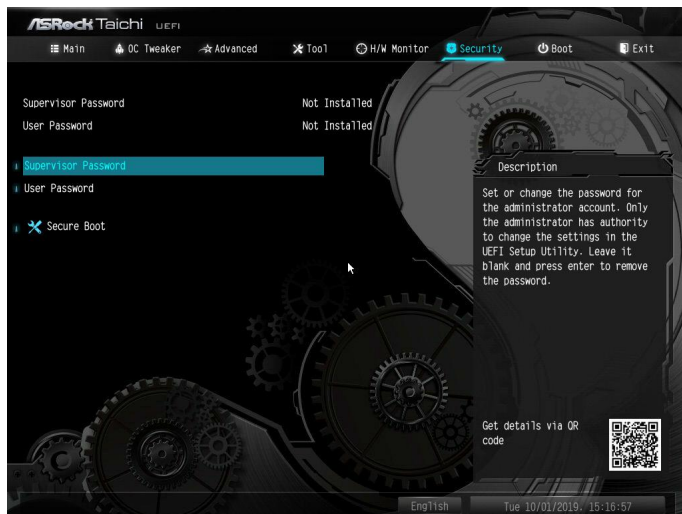 ASRock Taichi UEFI
Main OC Tweaker Advanced Tool H/W Monitor Security Boot Exit
Supervisor Password Not Installed
User Password Not Installed
Supervisor Password
User Password
Secure Boot
Description
Set or change the password for
the administrator account. Only
the administrator has authority
to change the settings in the
UEFI Setup Utility. Leave it
blank and press enter to remove
the password.
Get details via QR
code
English Tue 10/01/2019. 15:16:57